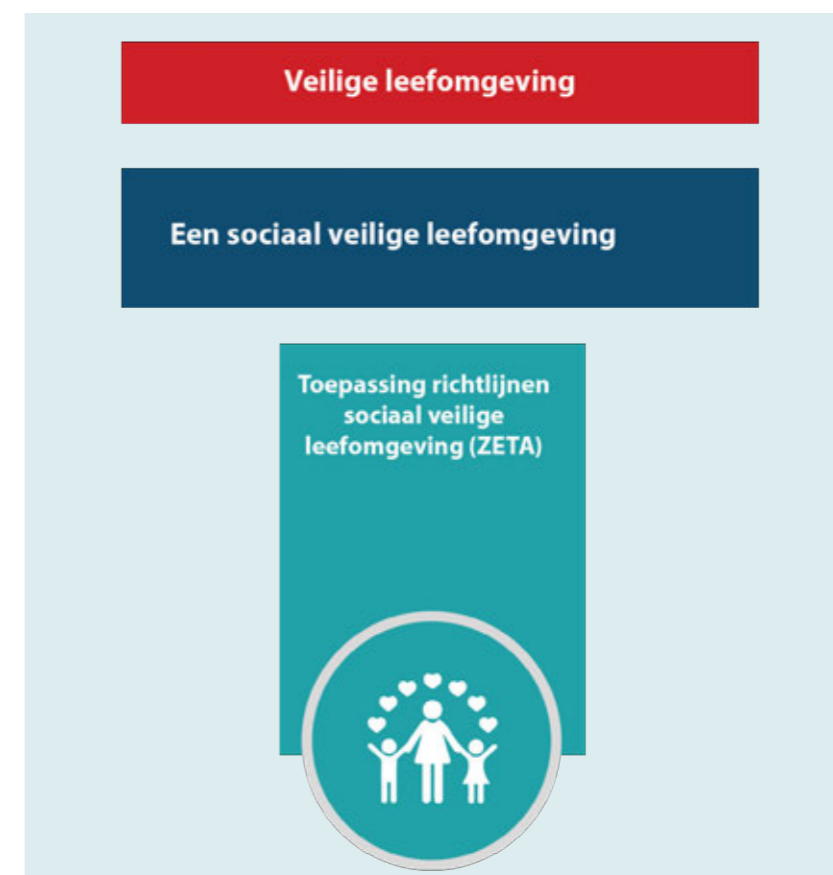 Veilige leefomgeving
Een sociaal veilige leefomgeving
Toepassing richtlijnen
sociaal veilige
leefomgeving (ZETA)